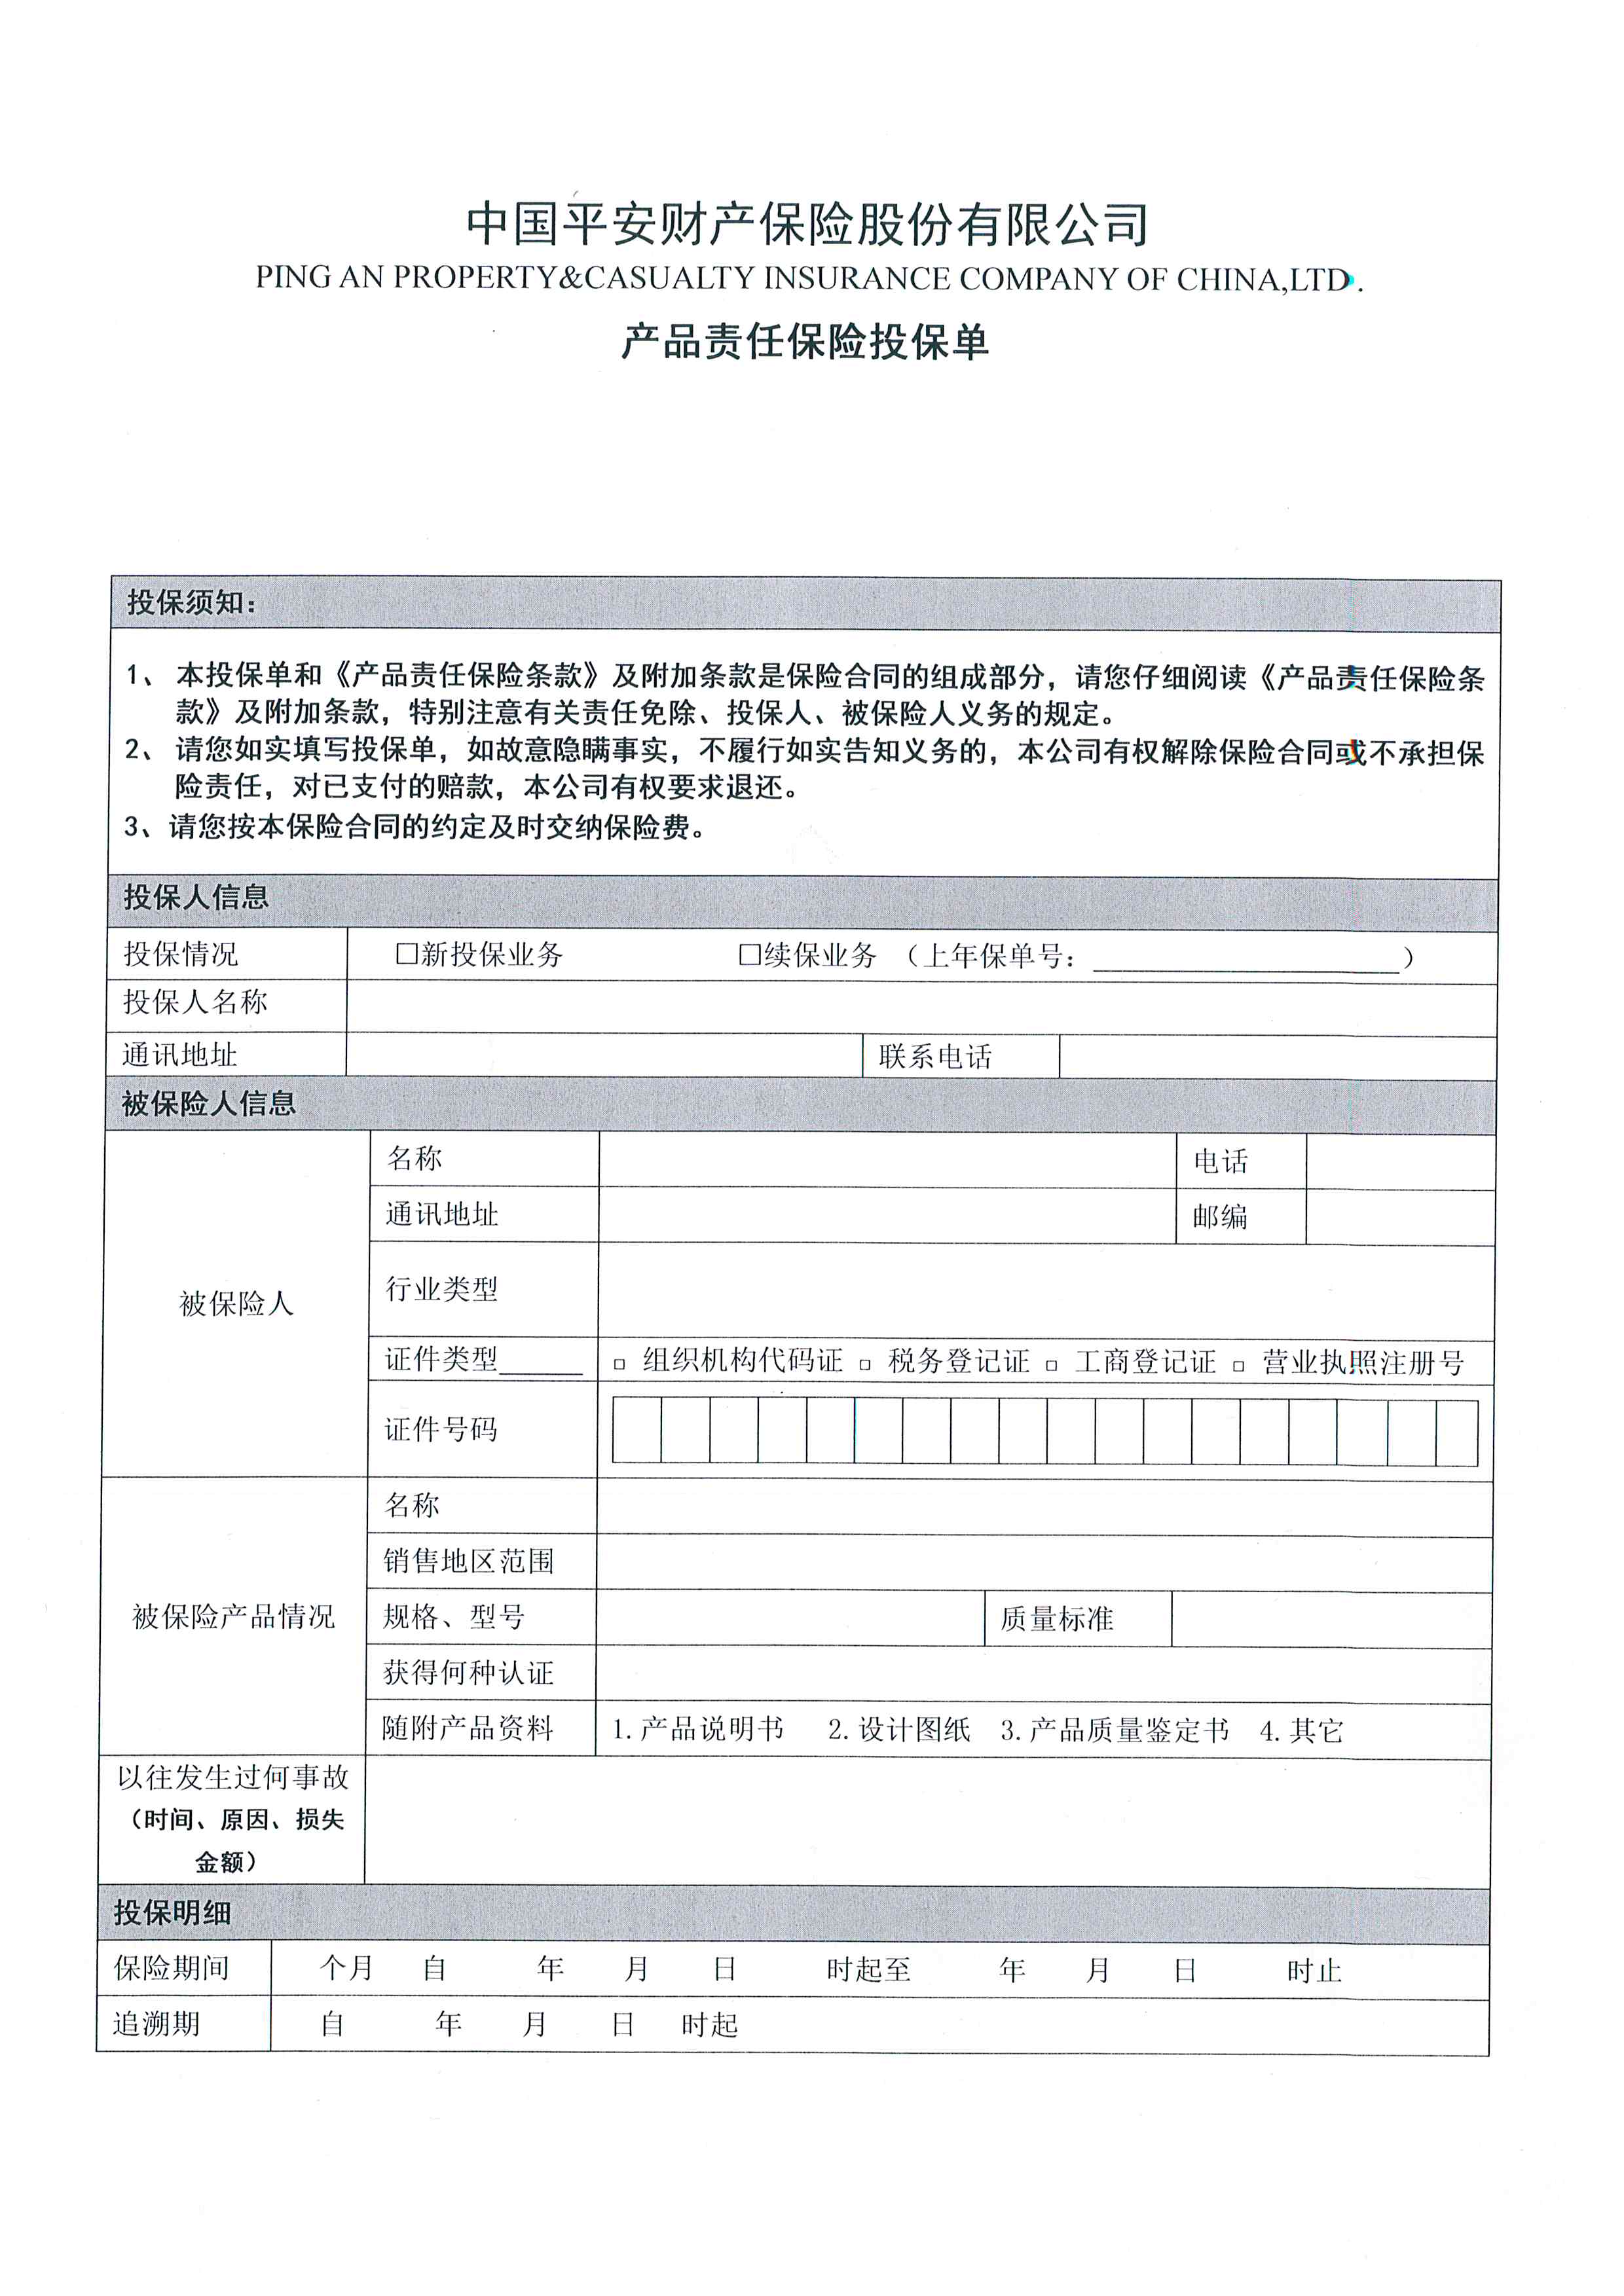 中国平安财产保险股份有限公司
PING AN PROPERTY&CASUALTY INSURANCE COMPANY OF CHINA,LTD.
产品责任保险投保单
投保须知：
1、 本投保单和《产品责任保险条款》及附加条款是保险合同的组成部分，请您仔细阅读《产品责任保险条
款》及附加条款，特别注意有关责任免除、投保人、被保险人义务的规定。
2、 请您如实填写投保单，如故意隐瞒事实，不履行如实告知义务的，本公司有权解除保险合同或不承担保
险责任，对已支付的赔款，本公司有权要求退还。
3、请您按本保险合同的约定及时交纳保险费。
投保人信息
投保情况 □新投保业务 □续保业务 （上年保单号：____________________）
投保人名称
通讯地址 联系电话
被保险人信息
被保险人
名称 电话
通讯地址 邮编
行业类型
证件类型______ □ 组织机构代码证 □ 税务登记证 □ 工商登记证 □ 营业执照注册号
证件号码
被保险产品情况
名称
销售地区范围
规格、型号 质量标准
获得何种认证
随附产品资料 1.产品说明书 2.设计图纸 3.产品质量鉴定书 4.其它
以往发生过何事故
（时间、原因、损失
金额）
投保明细
保险期间 个月 自 年 月 日 时起至 年 月 日 时止
追溯期 自 年 月 日 时起